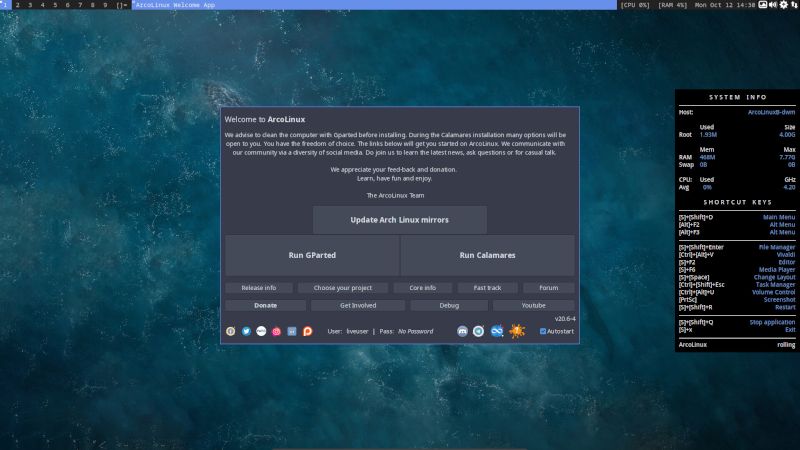 1 2 3 4 5 6 7 8 9 []= ArcoLinux Welcome App [CPU 0%] [RAM 4%] Mon Oct 12 14:30
Welcome to ArcoLinux
We advise to clean the computer with Gparted before installing. During the Calamares installation many options will be
open to you. You have the freedom of choice. The links below will get you started on ArcoLinux. We communicate with
our community via a diversity of social media. Do join us to learn the latest news, ask questions or for casual talk.
We appreciate your feed-back and donation.
Learn, have fun and enjoy.
The ArcoLinux Team
Update Arch Linux mirrors
Run GParted Run Calamares
Release info Choose your project Core info Fast track Forum
Donate Get Involved Debug Youtube
v20.6-4
User: liveuser | Pass: No Password Autostart
SYSTEM INFO
Host: ArcoLinuxB-dwm
Used Size
Root 1.93M 4.00G
Mem Max
RAM 468M 7.77G
Swap 0B 0B
CPU: Used GHz
Avg 0% 4.20
SHORTCUT KEYS
[S]+[Shift]+D Main Menu
[Alt]+F2 Alt Menu
[Alt]+F3 Alt Menu
[S]+[Shift]+Enter File Manager
[Ctrl]+[Alt]+V Vivaldi
[S]+F2 Editor
[S]+F6 Media Player
[S]+[Space] Change Layout
[Ctrl]+[Shift]+Esc Task Manager
[Ctrl]+[Alt]+U Volume Control
[PrtSc] Screenshot
[S]+[Shift]+R Restart
[S]+[Shift]+Q Stop application
[S]+x Exit
ArcoLinux rolling